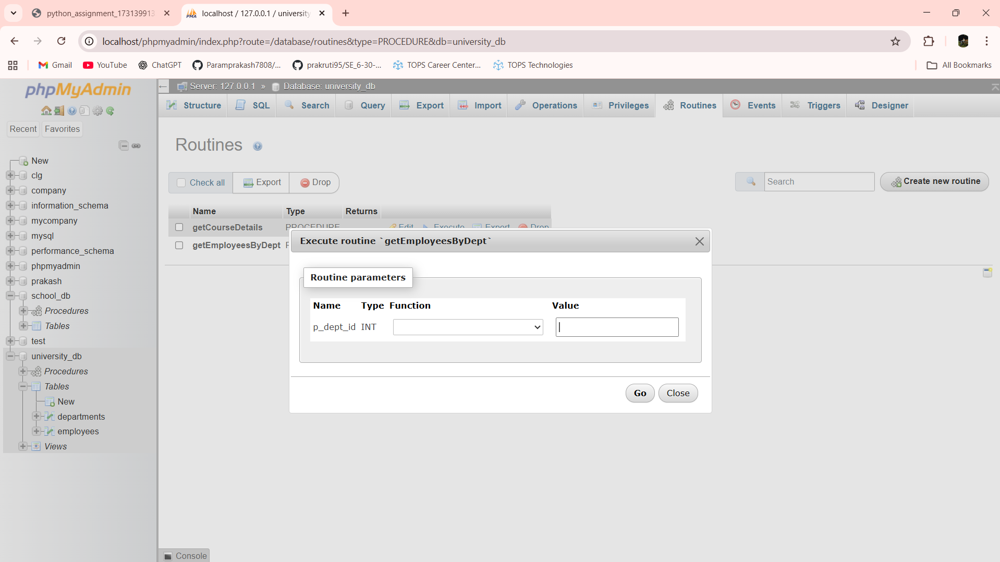 python_assignment_173139913
localhost / 127.0.0.1 / university
localhost/phpmyadmin/index.php?route=/database/routines&type=PROCEDURE&db=university_db
Gmail
YouTube
ChatGPT
Paramprakash7808/...
prakruti95/SE_6-30-...
TOPS Career Center...
TOPS Technologies
All Bookmarks
phpMyAdmin
Recent
Favorites
New
clg
company
information_schema
mycompany
mysql
performance_schema
phpmyadmin
prakash
school_db
Procedures
Tables
test
university_db
Procedures
Tables
New
departments
employees
Views
Server: 127.0.0.1 » Database: university_db
Structure
SQL
Search
Query
Export
Import
Operations
Privileges
Routines
Events
Triggers
Designer
Routines
Check all
Export
Drop
Search
Create new routine
Name Type Returns
getCourseDetails PROCEDURE Edit Execute Export Drop
getEmployeesByDept
Execute routine `getEmployeesByDept`
Routine parameters
Name Type Function Value
p_dept_id INT
Go
Close
Console